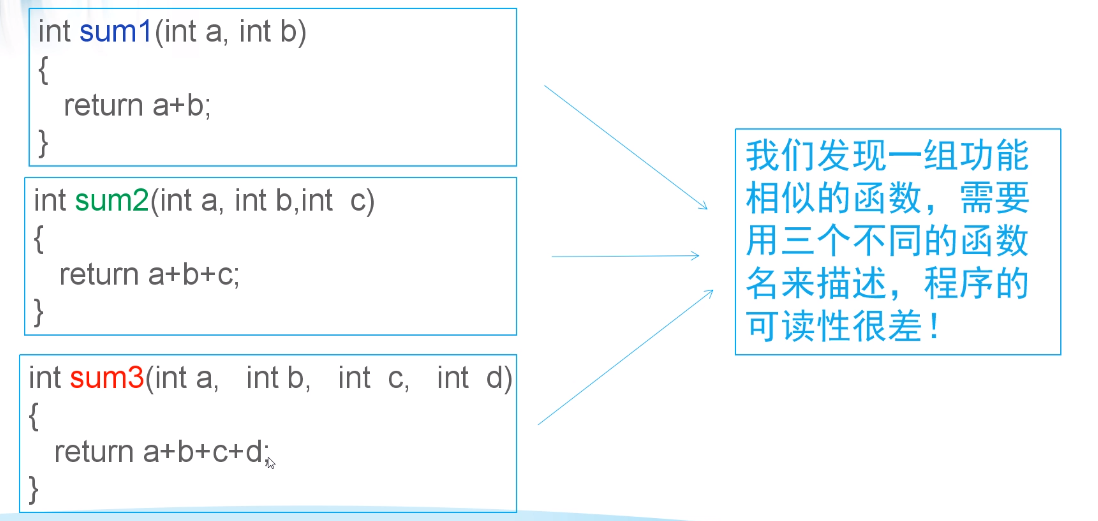 int sum1(int a, int b)
{
return a+b;
}
int sum2(int a, int b,int c)
{
return a+b+c;
}
int sum3(int a, int b, int c, int d)
{
return a+b+c+d;
}
我们发现一组功能
相似的函数，需要
用三个不同的函数
名来描述，程序的
可读性很差！